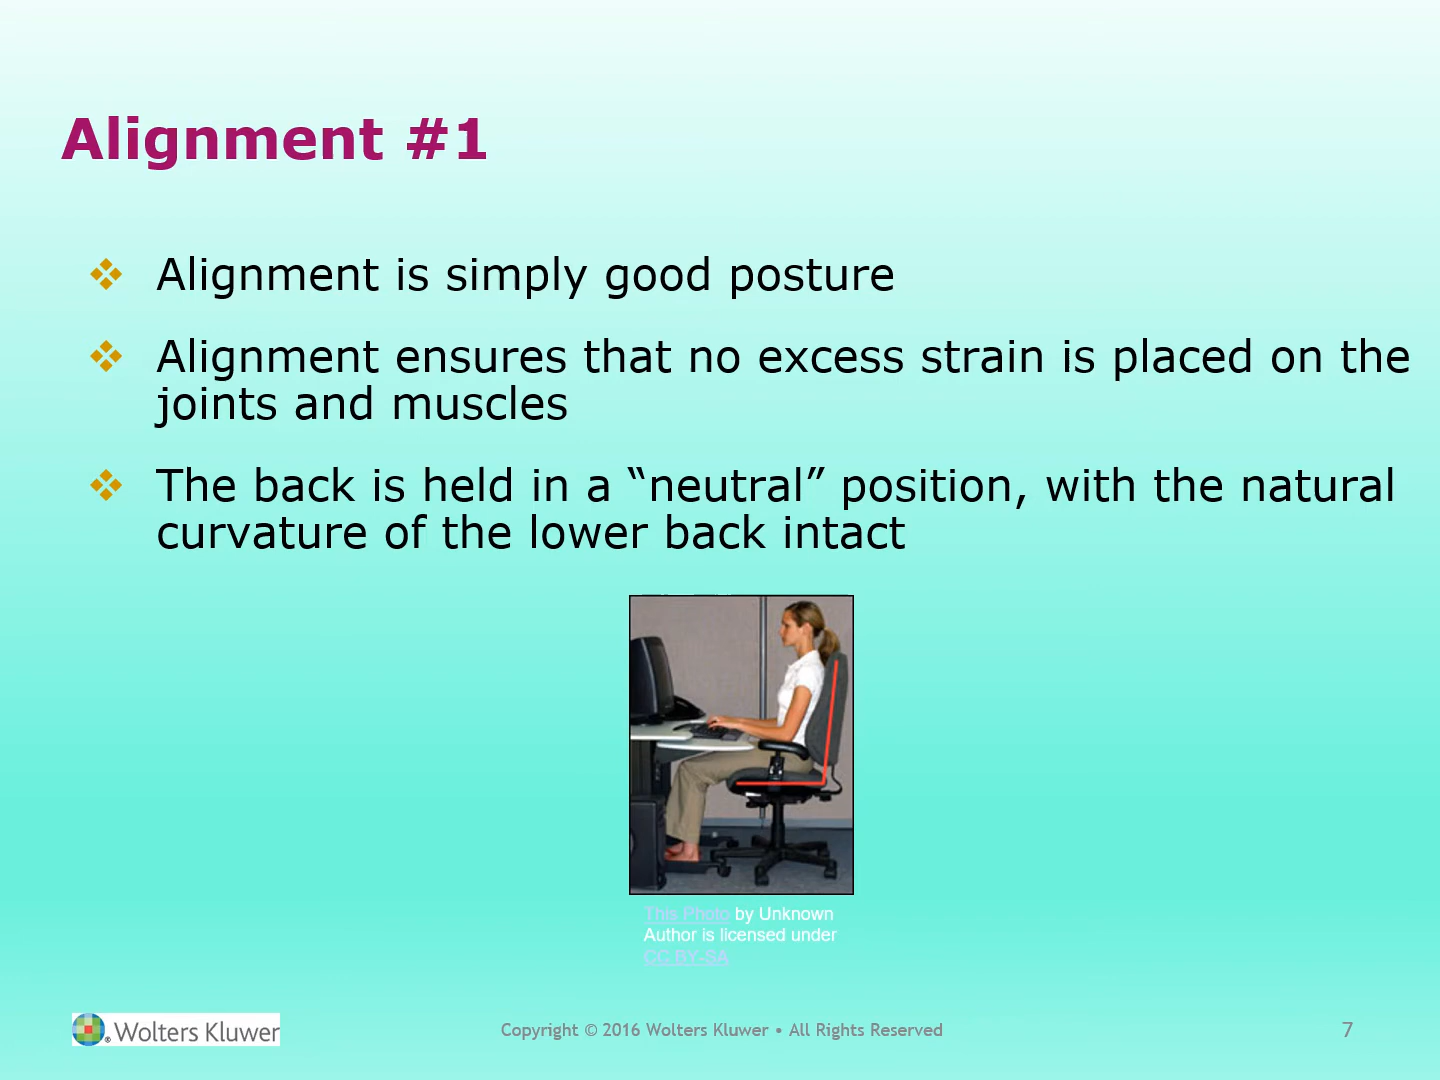 Alignment #1
Alignment is simply good posture
Alignment ensures that no excess strain is placed on the
joints and muscles
The back is held in a “neutral” position, with the natural
curvature of the lower back intact
This Photo by Unknown
Author is licensed under
CC BY-SA
® Wolters Kluwer
Copyright © 2016 Wolters Kluwer • All Rights Reserved
7